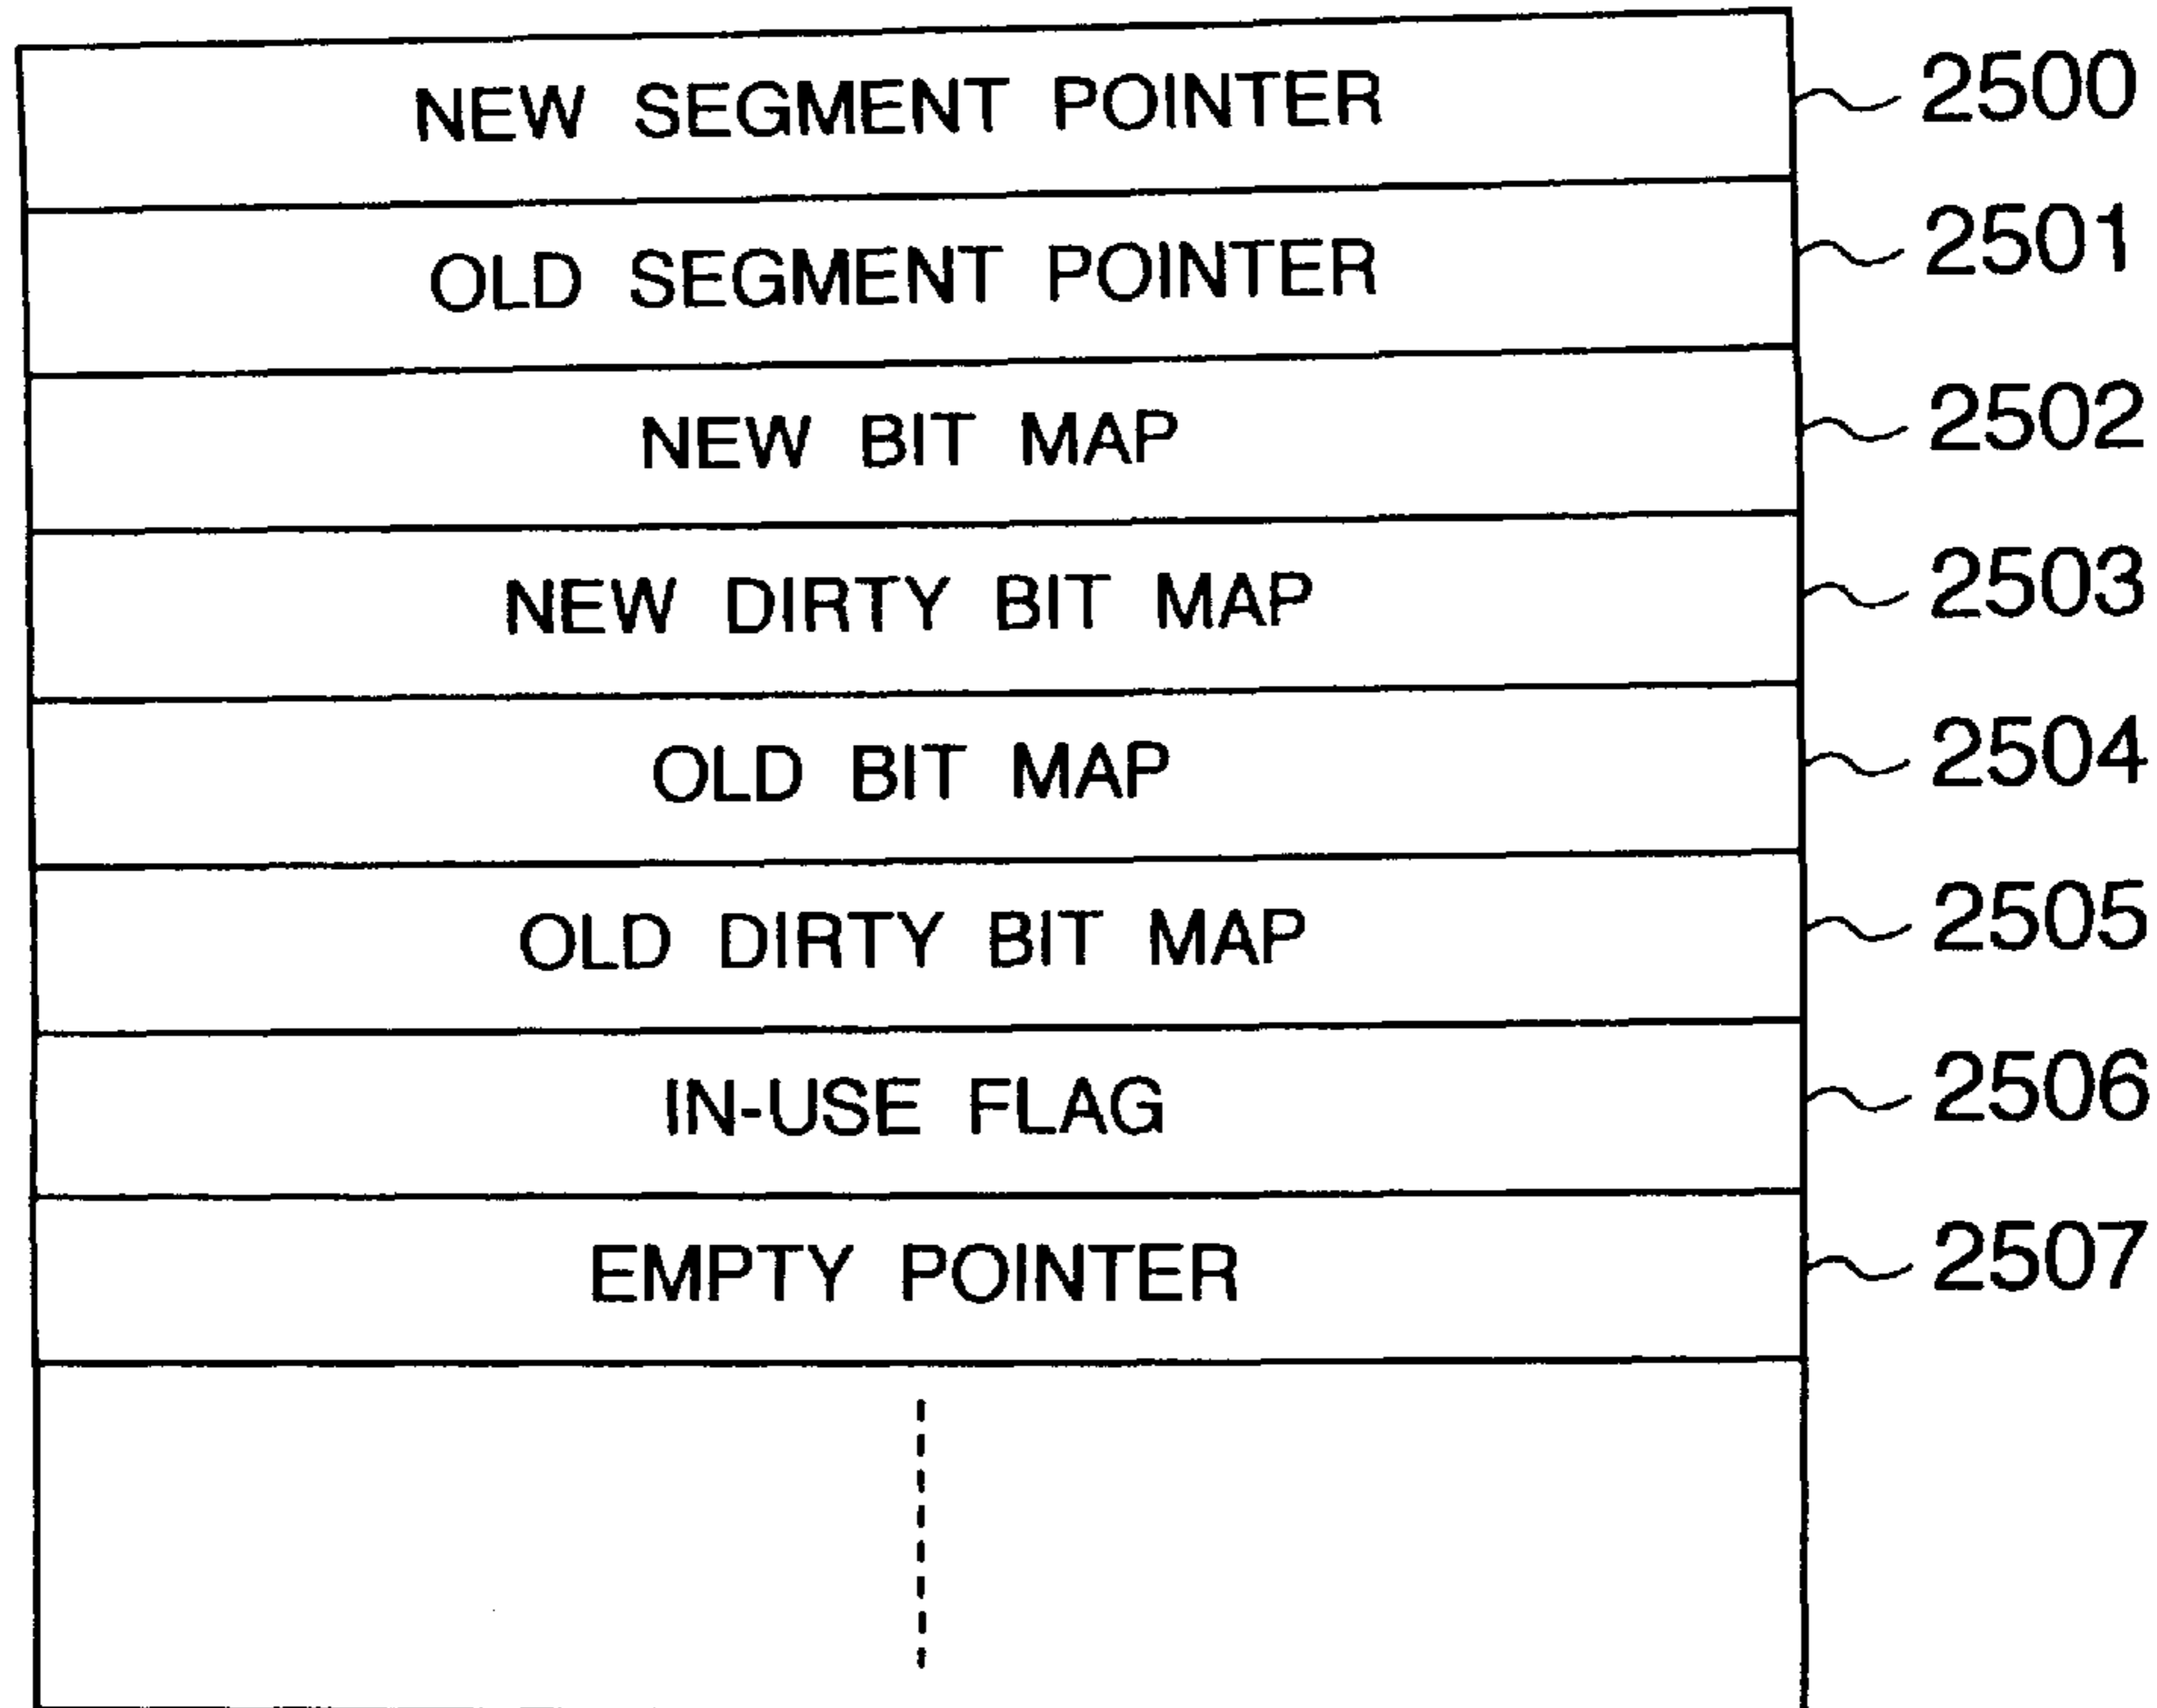 NEW SEGMENT POINTER 2500
OLD SEGMENT POINTER 2501
NEW BIT MAP 2502
NEW DIRTY BIT MAP 2503
OLD BIT MAP 2504
OLD DIRTY BIT MAP 2505
IN-USE FLAG 2506
EMPTY POINTER 2507